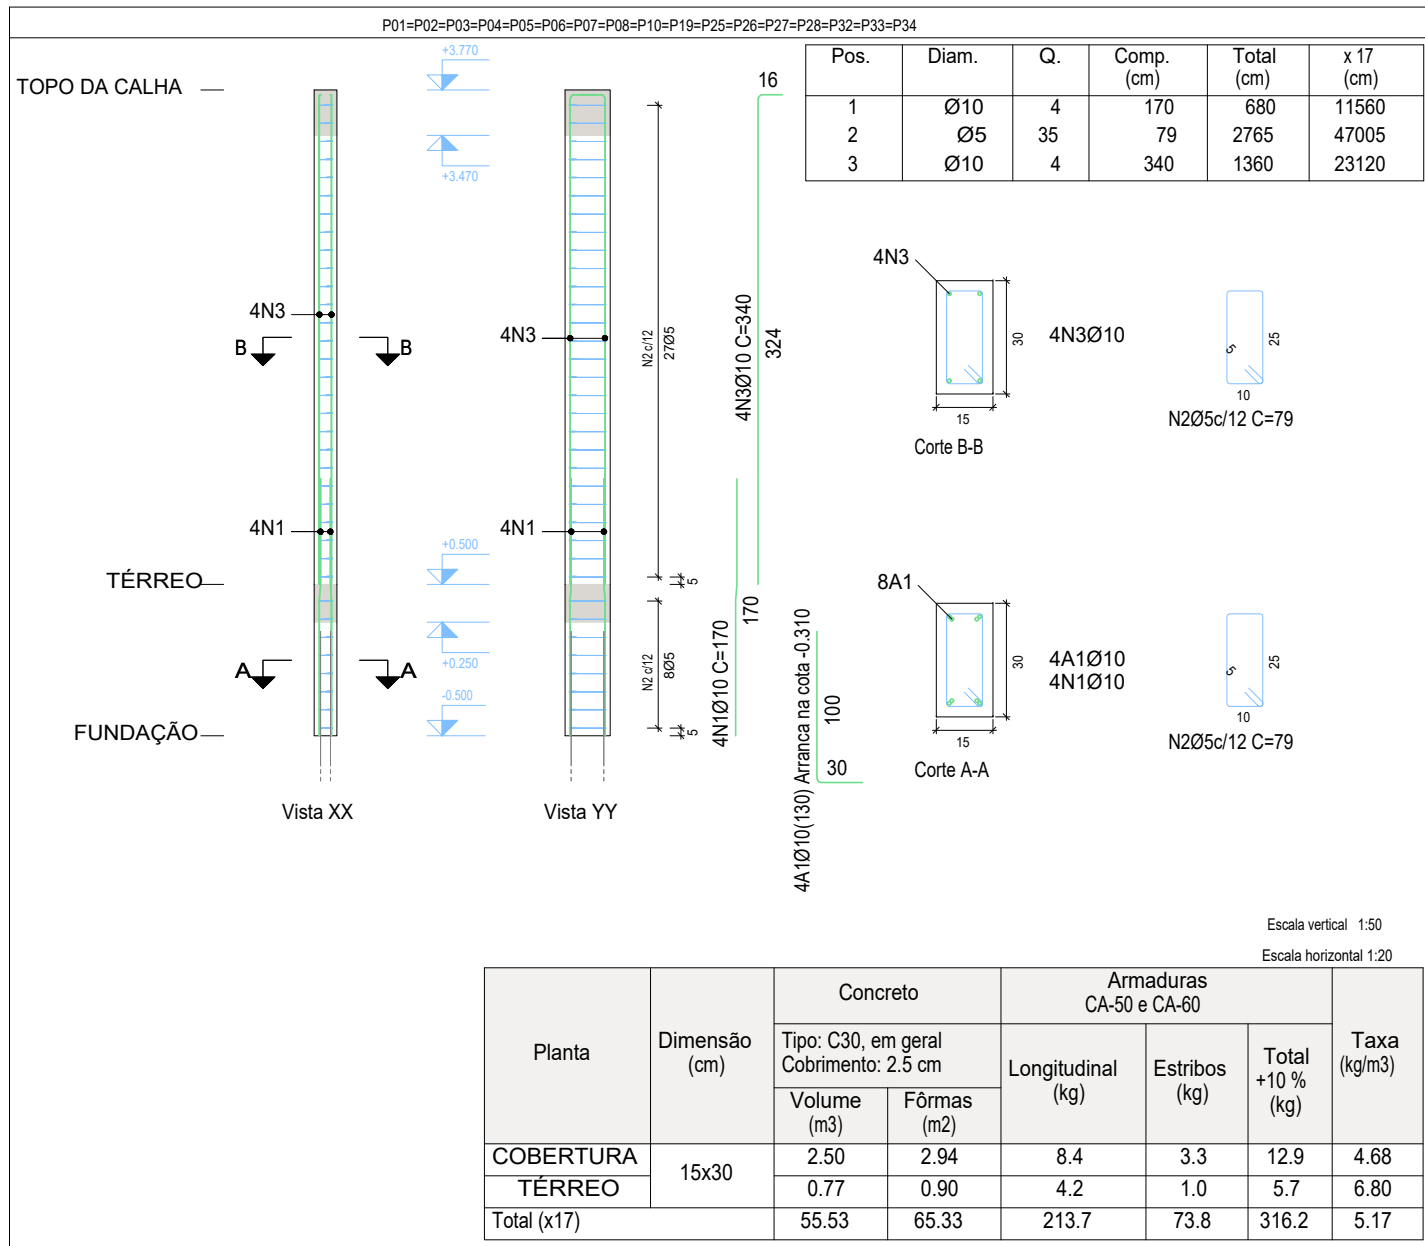 P01=P02=P03=P04=P05=P06=P07=P08=P10=P19=P25=P26=P27=P28=P32=P33=P34
Pos. Diam. Q. Comp. (cm) Total (cm) x 17 (cm)
1 Ø10 4 170 680 11560
2 Ø5 35 79 2765 47005
3 Ø10 4 340 1360 23120
TOPO DA CALHA
+3.770
+3.470
4N3
B B
4N1
TÉRREO
+0.500
+0.250
A A
-0.500
FUNDAÇÃO
Vista XX
4N3
4N1
Vista YY
N2 c/12
27Ø5
5
N2 c/12
8Ø5
5
16
4N3Ø10 C=340
324
4N1Ø10 C=170
170
4A1Ø10(130) Arranca na cota -0.310
100
30
4N3
30
15
4N3Ø10
Corte B-B
5
25
10
N2Ø5c/12 C=79
8A1
30
15
4A1Ø10
4N1Ø10
Corte A-A
5
25
10
N2Ø5c/12 C=79
Escala vertical 1:50
Escala horizontal 1:20
Planta
Dimensão
(cm)
Concreto
Tipo: C30, em geral
Cobrimento: 2.5 cm
Volume
(m3)
Fôrmas
(m2)
Armaduras
CA-50 e CA-60
Longitudinal
(kg)
Estribos
(kg)
Total
+10 %
(kg)
Taxa
(kg/m3)
COBERTURA 15x30 2.50 2.94 8.4 3.3 12.9 4.68
TÉRREO 0.77 0.90 4.2 1.0 5.7 6.80
Total (x17) 55.53 65.33 213.7 73.8 316.2 5.17